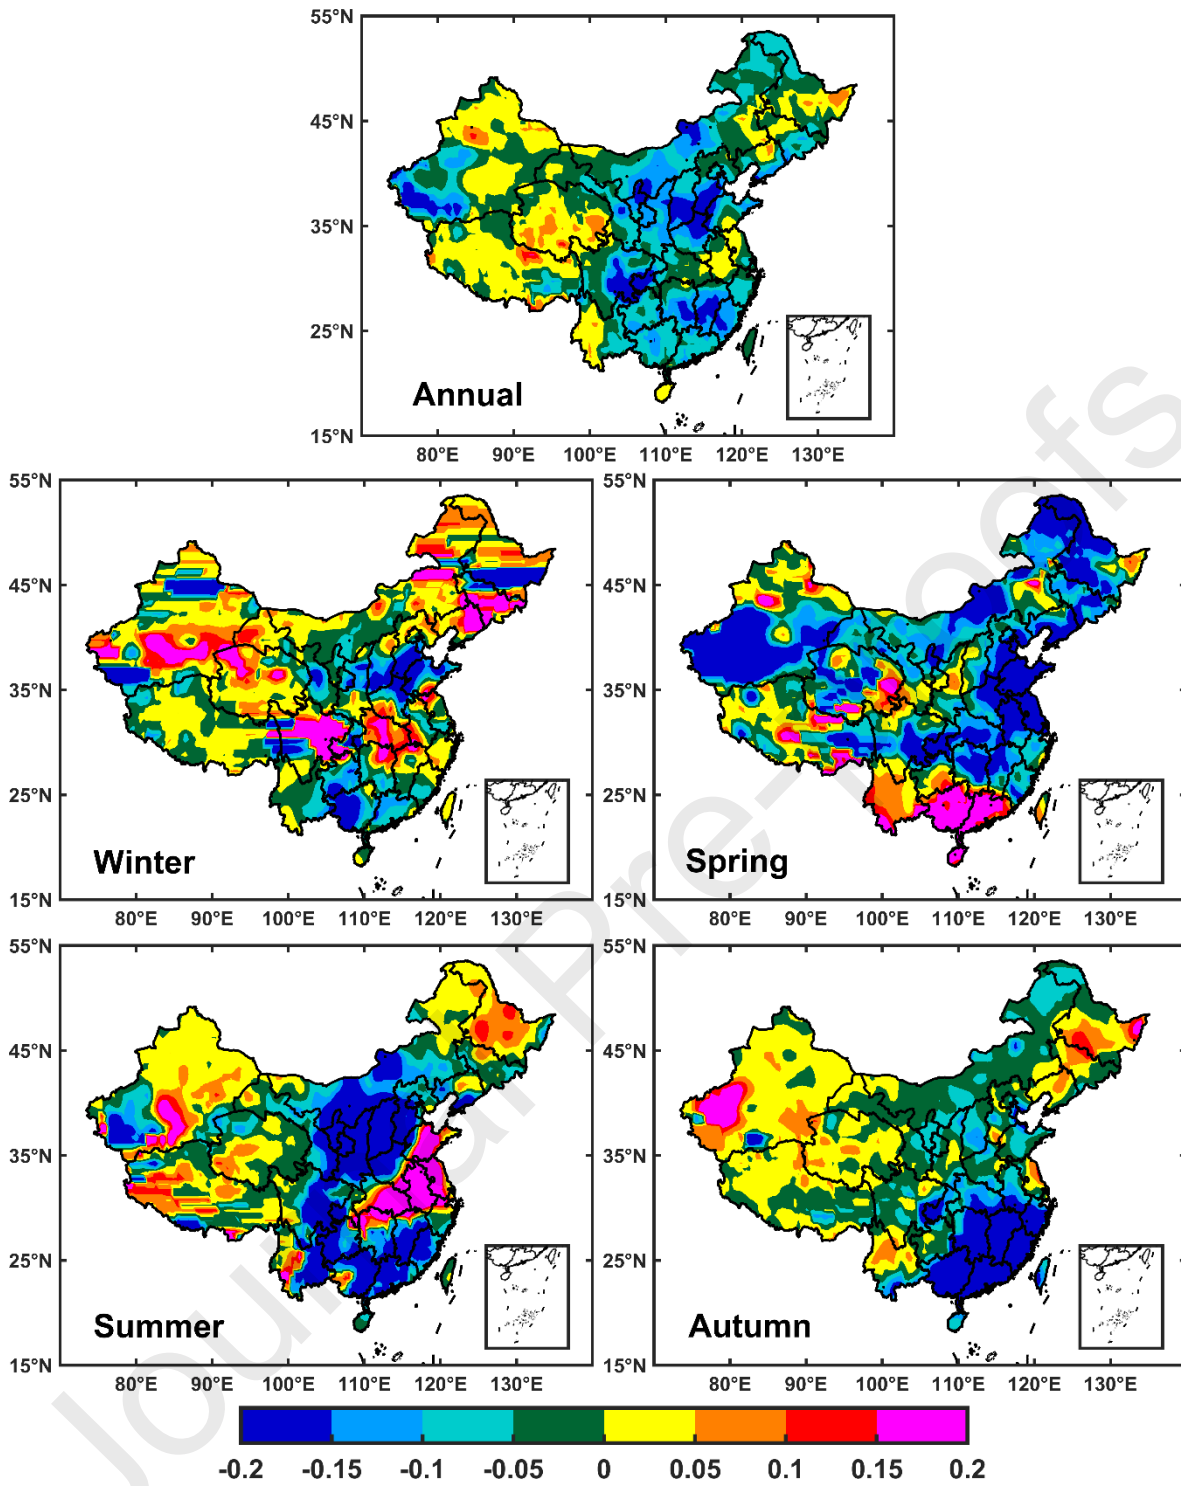 55°N
45°N
35°N
25°N
15°N
Annual
80°E 90°E 100°E 110°E 120°E 130°E
55°N 55°N
45°N 45°N
35°N 35°N
25°N 25°N
15°N 15°N
Winter Spring
80°E 90°E 100°E 110°E 120°E 130°E 80°E 90°E 100°E 110°E 120°E 130°E
55°N 55°N
45°N 45°N
35°N 35°N
25°N 25°N
15°N 15°N
Summer Autumn
80°E 90°E 100°E 110°E 120°E 130°E 80°E 90°E 100°E 110°E 120°E 130°E
-0.2 -0.15 -0.1 -0.05 0 0.05 0.1 0.15 0.2
Journal Pre-proofs